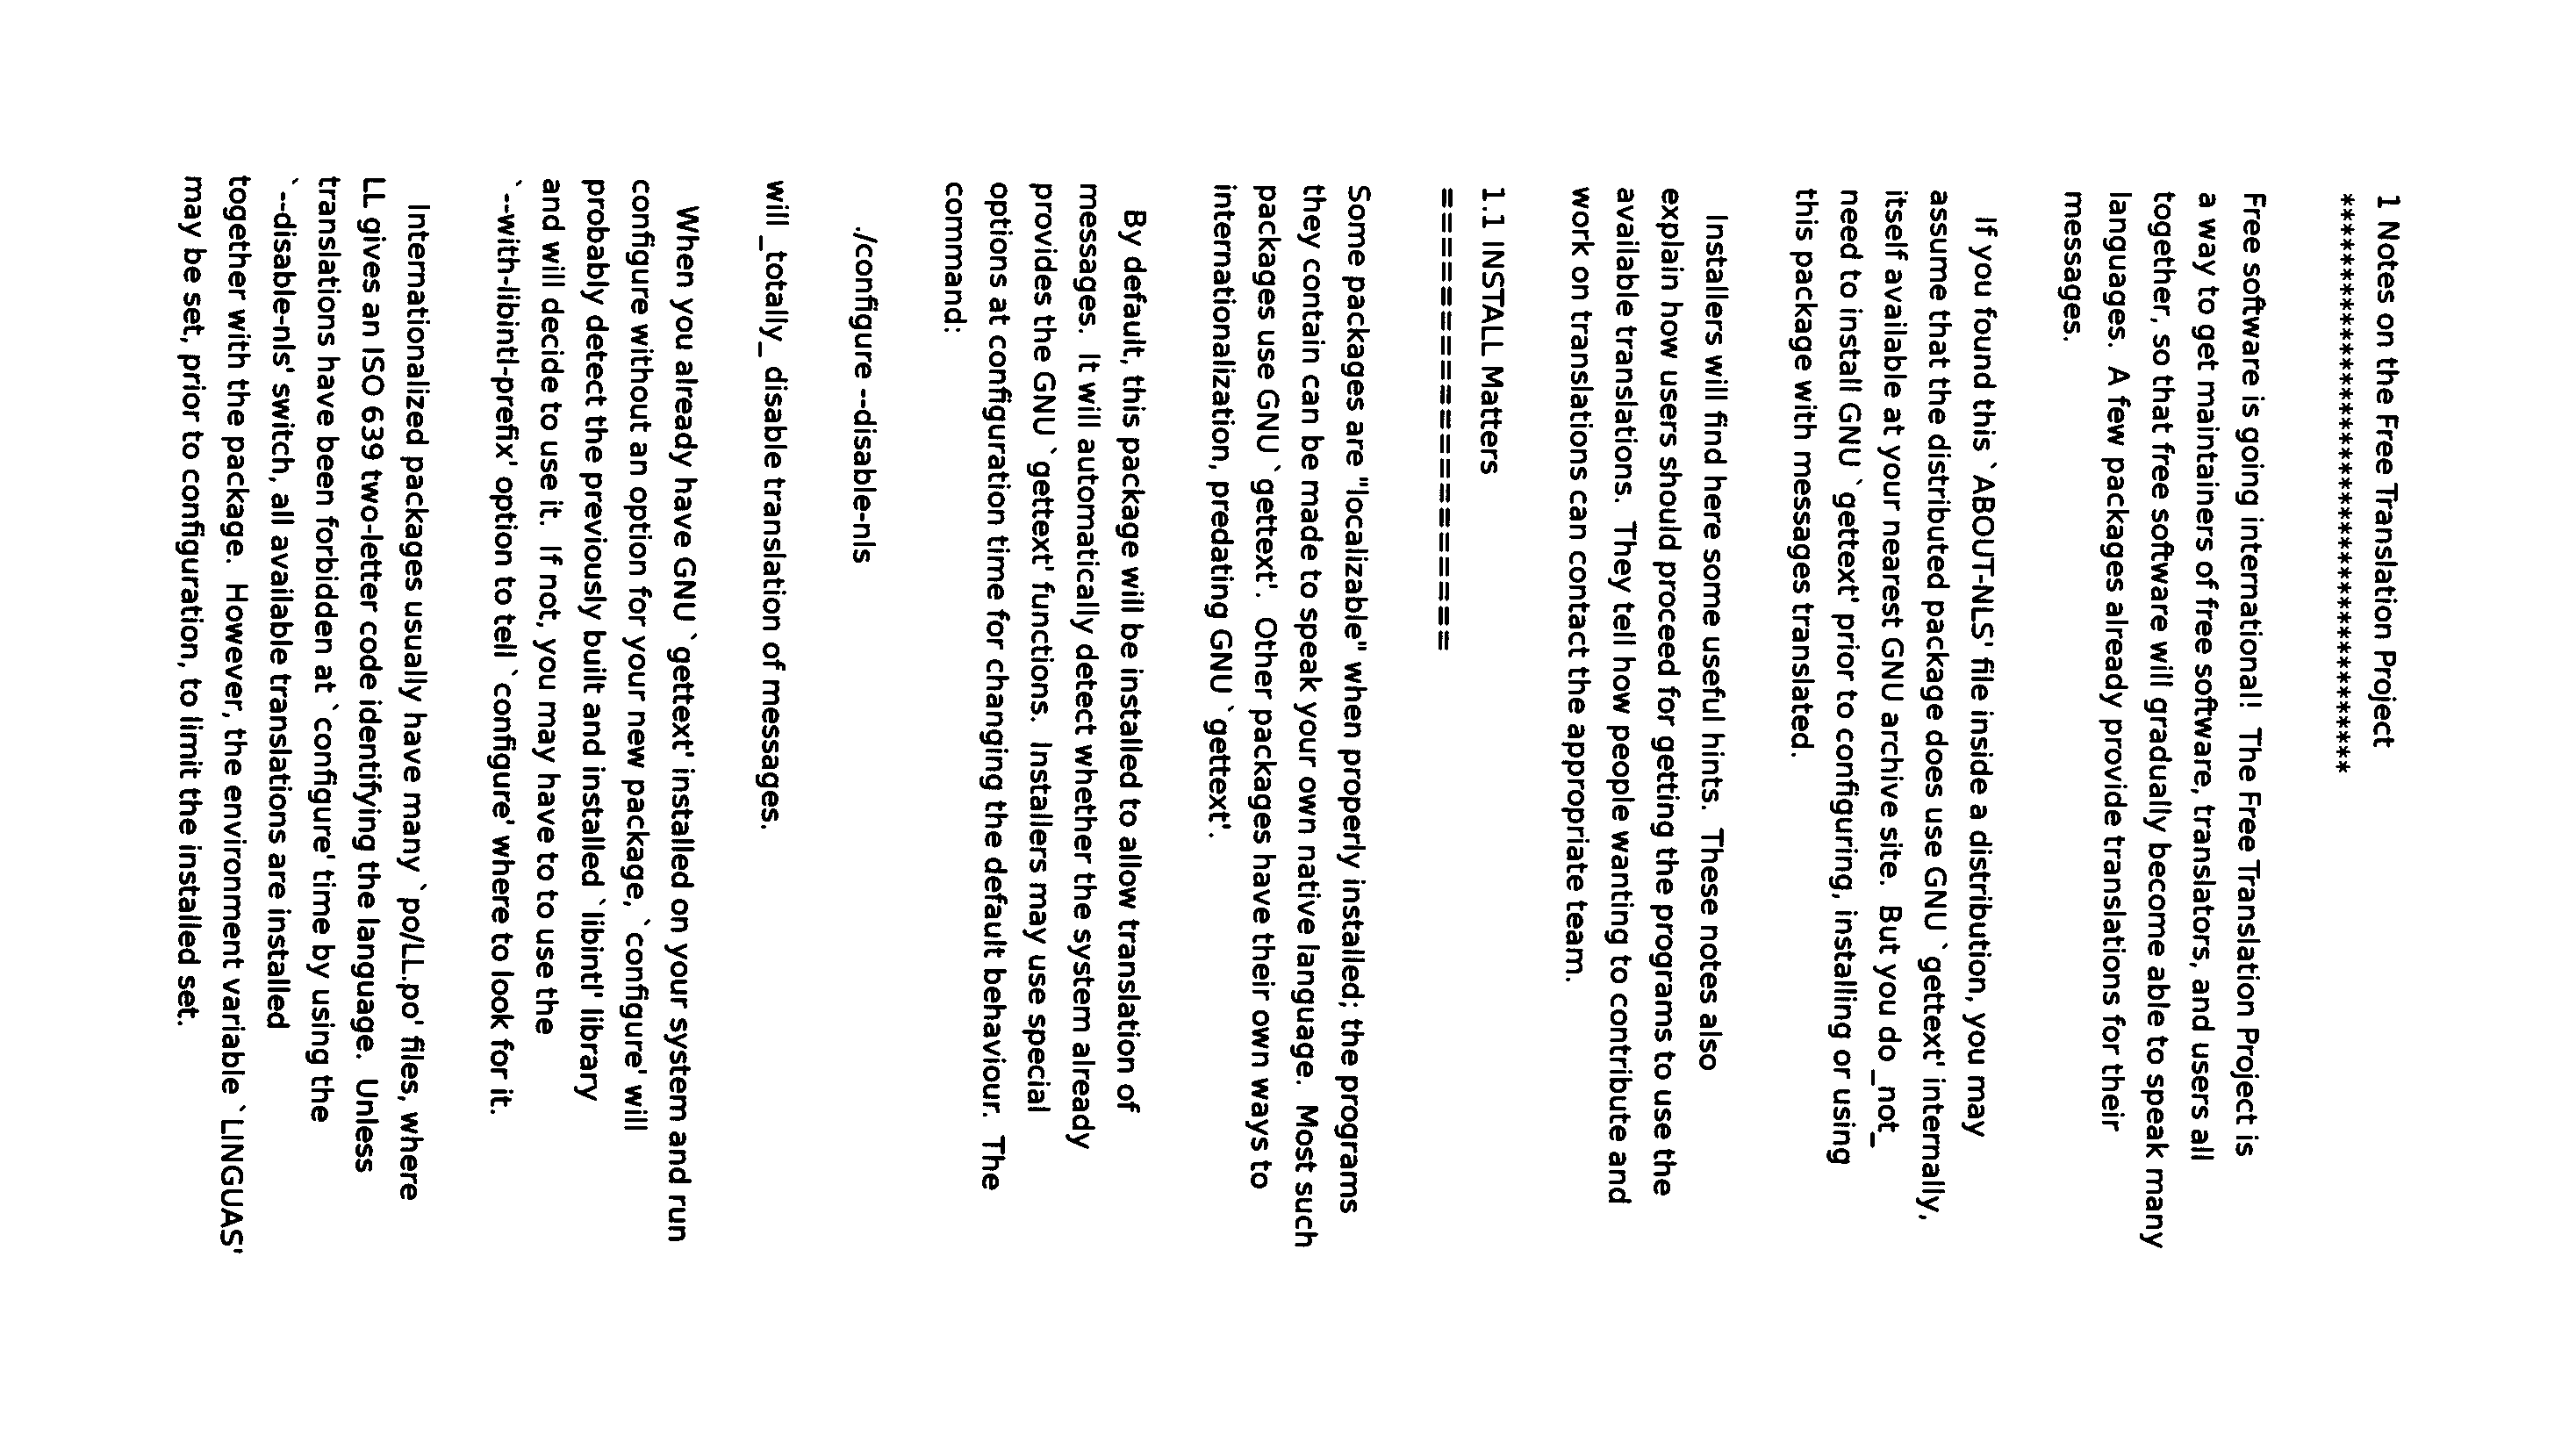 1 Notes on the Free Translation Project
***************************************
Free software is going international!  The Free Translation Project is
a way to get maintainers of free software, translators, and users all
together, so that free software will gradually become able to speak many
languages.  A few packages already provide translations for their
messages.
   If you found this `ABOUT-NLS' file inside a distribution, you may
assume that the distributed package does use GNU `gettext' internally,
itself available at your nearest GNU archive site.  But you do _not_
need to install GNU `gettext' prior to configuring, installing or using
this package with messages translated.
   Installers will find here some useful hints.  These notes also
explain how users should proceed for getting the programs to use the
available translations.  They tell how people wanting to contribute and
work on translations can contact the appropriate team.
1.1 INSTALL Matters
===================
Some packages are "localizable" when properly installed; the programs
they contain can be made to speak your own native language.  Most such
packages use GNU `gettext'.  Other packages have their own ways to
internationalization, predating GNU `gettext'.
   By default, this package will be installed to allow translation of
messages.  It will automatically detect whether the system already
provides the GNU `gettext' functions.  Installers may use special
options at configuration time for changing the default behaviour.  The
command:
     ./configure --disable-nls
will _totally_ disable translation of messages.
   When you already have GNU `gettext' installed on your system and run
configure without an option for your new package, `configure' will
probably detect the previously built and installed `libintl' library
and will decide to use it.  If not, you may have to to use the
`--with-libintl-prefix' option to tell `configure' where to look for it.
   Internationalized packages usually have many `po/LL.po' files, where
LL gives an ISO 639 two-letter code identifying the language.  Unless
translations have been forbidden at `configure' time by using the
`--disable-nls' switch, all available translations are installed
together with the package.  However, the environment variable `LINGUAS'
may be set, prior to configuration, to limit the installed set.